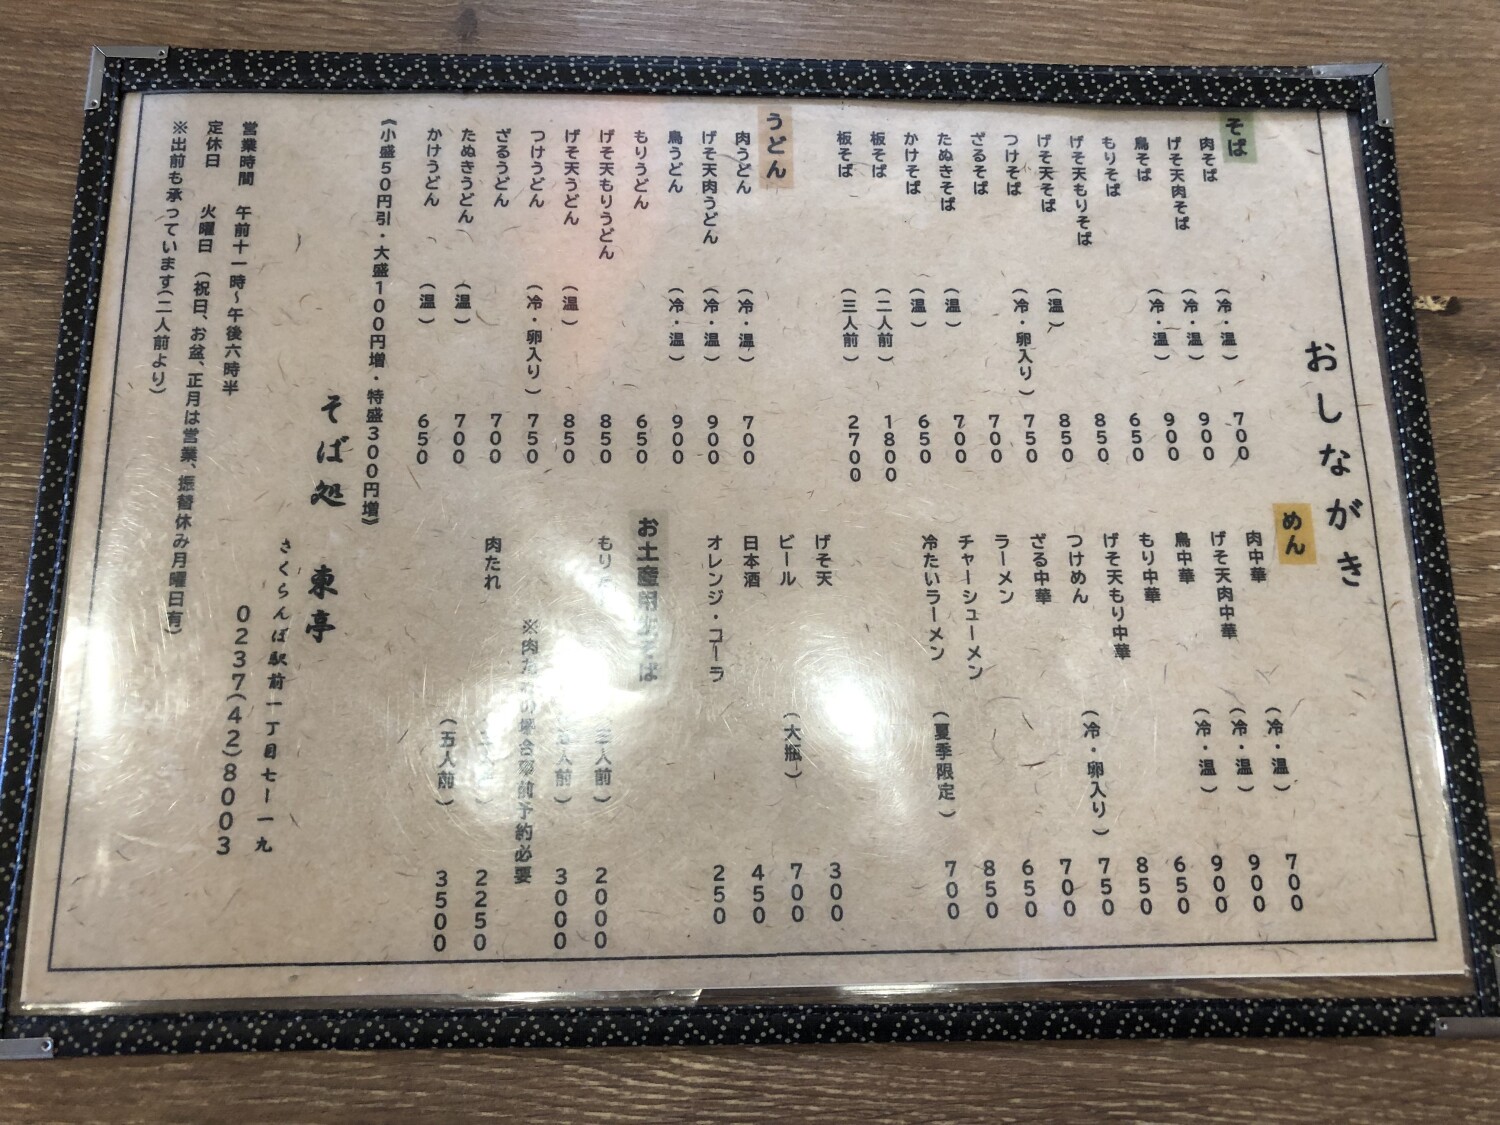 おしながき
そば
肉そば (冷・温) 700
げそ天肉そば (冷・温) 900
鳥そば (冷・温) 900
もりそば 650
げそ天もりそば 850
げそ天そば (温) 850
つけそば (冷・卵入り) 750
ざるそば 700
たぬきそば (温) 700
かけそば (温) 650
板そば (二人前) 1800
板そば (三人前) 2700
うどん
肉うどん (冷・温) 700
げそ天肉うどん (冷・温) 900
鳥うどん (冷・温) 900
もりうどん 650
げそ天もりうどん 850
げそ天うどん (温) 850
つけうどん (冷・卵入り) 750
ざるうどん 700
たぬきうどん (温) 700
かけうどん (温) 650
《小盛50円引・大盛100円増・特盛300円増》
めん
肉中華 (冷・温) 700
げそ天肉中華 (冷・温) 900
鳥中華 (冷・温) 900
もり中華 650
げそ天もり中華 850
つけめん (冷・卵入り) 750
ざる中華 700
ラーメン 650
チャーシューメン 850
冷たいラーメン (夏季限定) 700
げそ天 300
ビール (大瓶) 700
日本酒 450
オレンジ・コーラ 250
お土産用 そば
もり 人前) 2000
人前) 3000
※肉た の場合 前予約必要
肉たれ 2250
(五人前) 3500
そば処 東亭
さくらんぼ駅前一丁目七ー一九
0237(42)8003
営業時間 午前十一時〜午後六時半
定休日 火曜日 (祝日、お盆、正月は営業、振替休み月曜日有)
※出前も承っています(二人前より)